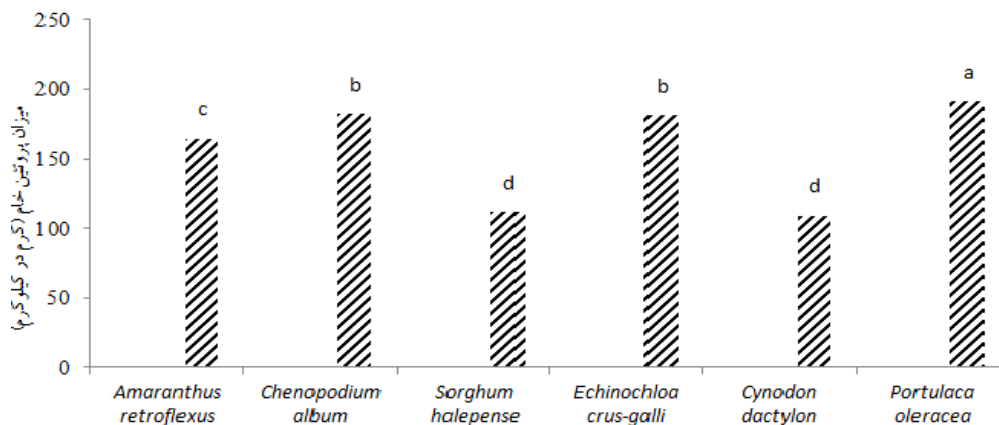 میزان پروتئین خام (گرم در کیلوگرم)
250
200
150
100
50
0
c
b
d
b
d
a
Amaranthus retroflexus
Chenopodium album
Sorghum halepense
Echinochloa crus-galli
Cynodon dactylon
Portulaca oleracea